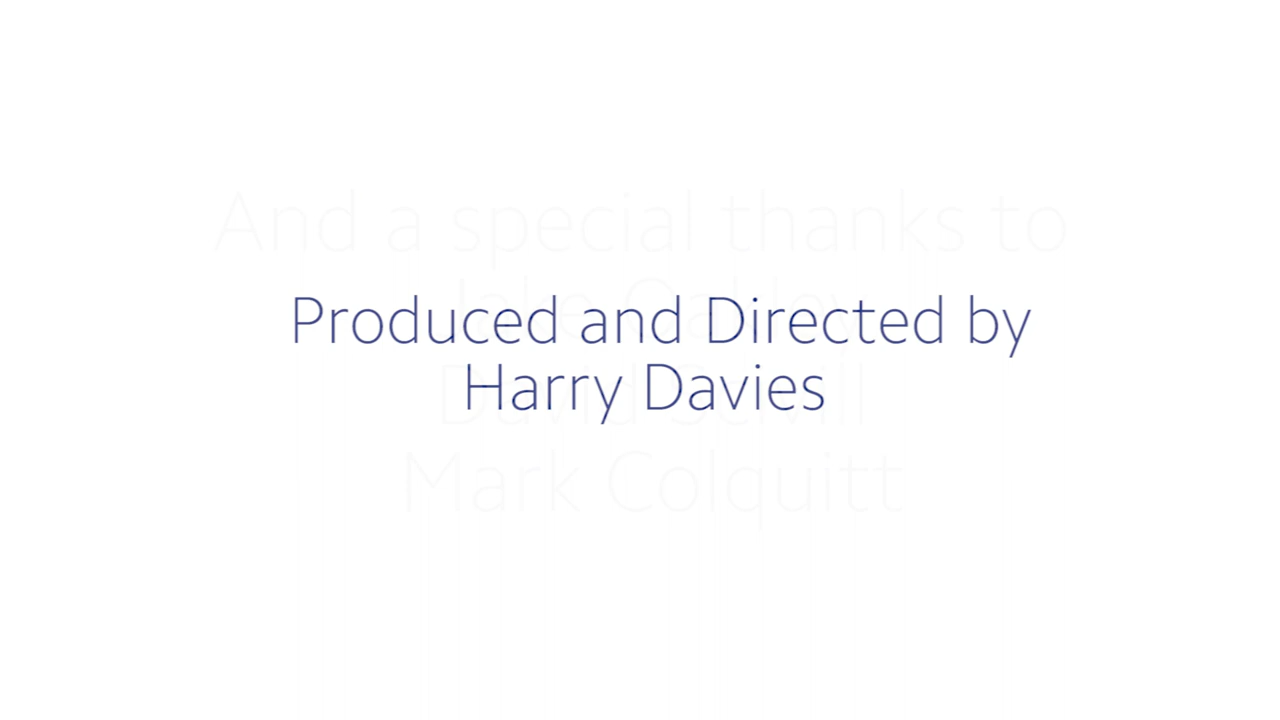 And a special thanks to
Produced and Directed by
Harry Davies
Mark Colquitt